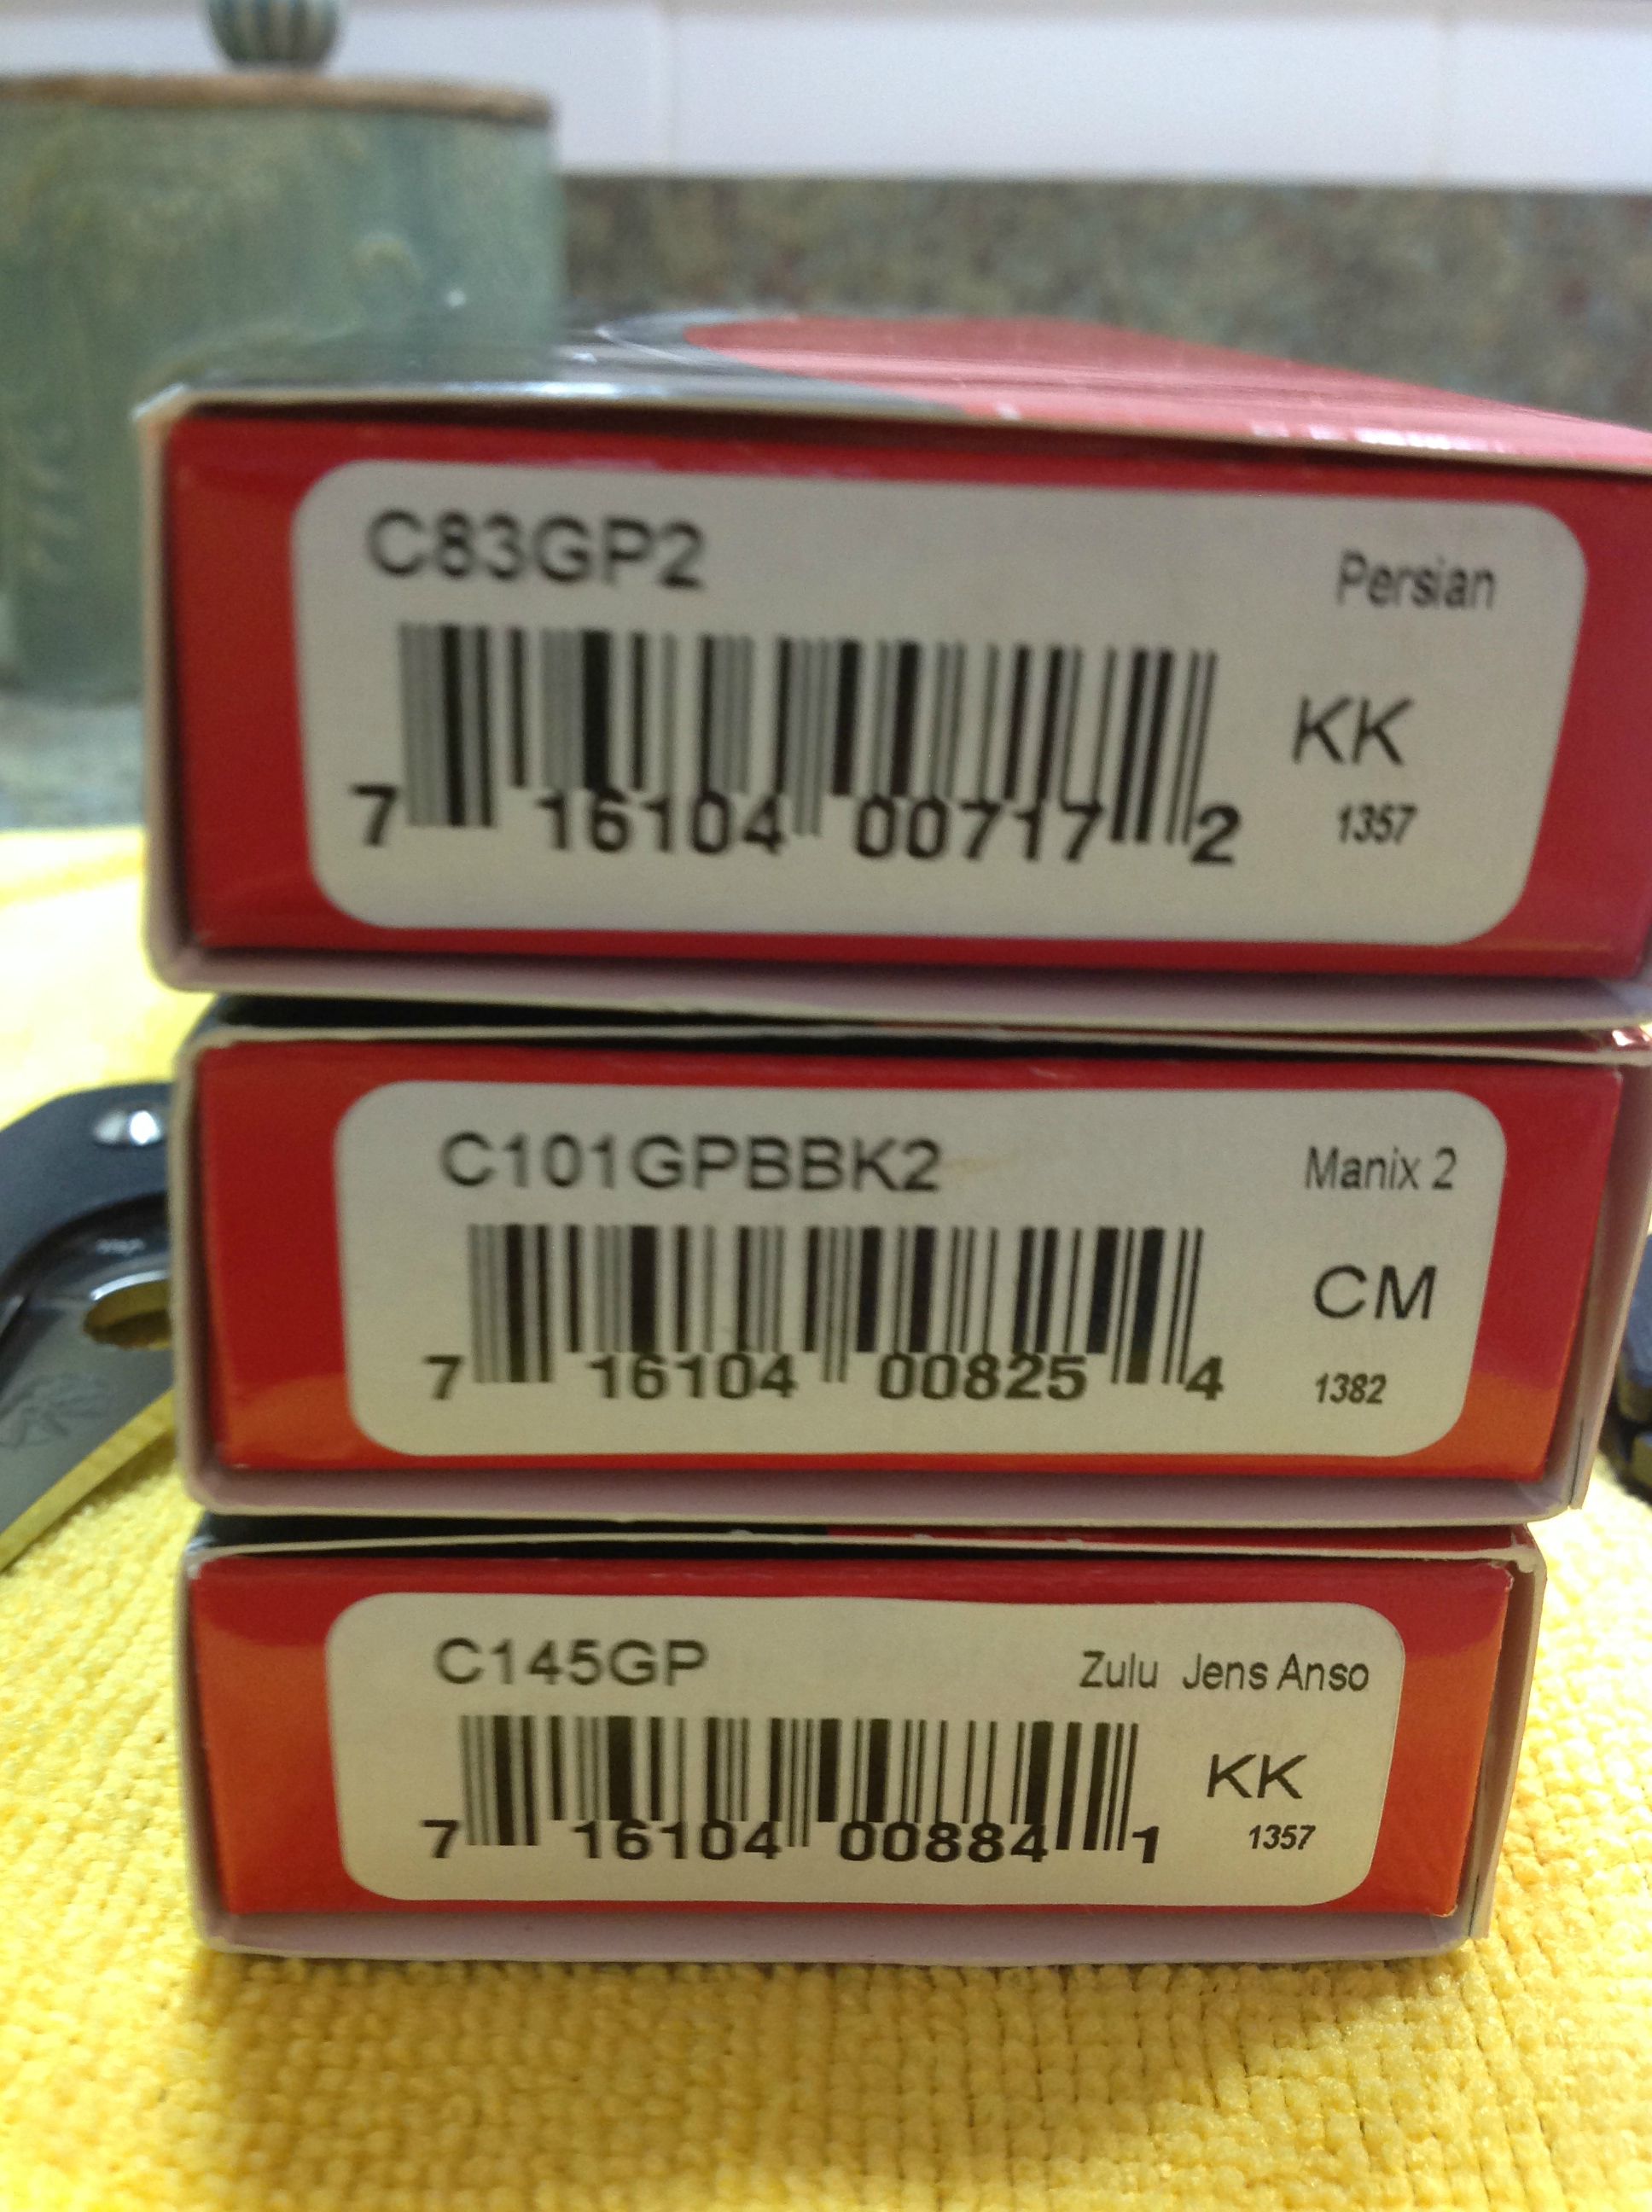 C83GP2
Persian
KK
7 16104 00717 2
1357
C101GPBBK2
Manix 2
CM
7 16104 00825 4
1382
C145GP
Zulu Jens Anso
KK
7 16104 00884 1
1357